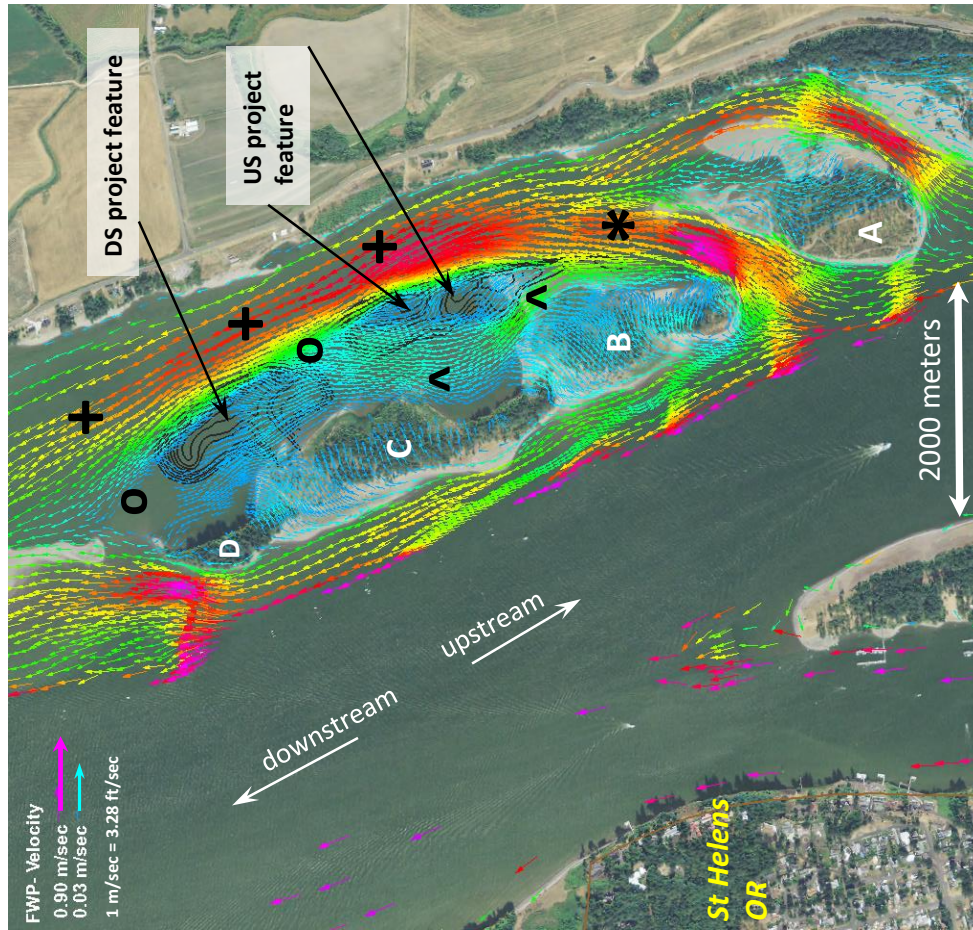 DS project feature
US project
feature
FWP- Velocity
0.90 m/sec
0.03 m/sec
1 m/sec = 3.28 ft/sec
+
+
+
O
O
*
<
<
A
B
C
D
upstream
downstream
2000 meters
St Helens
OR